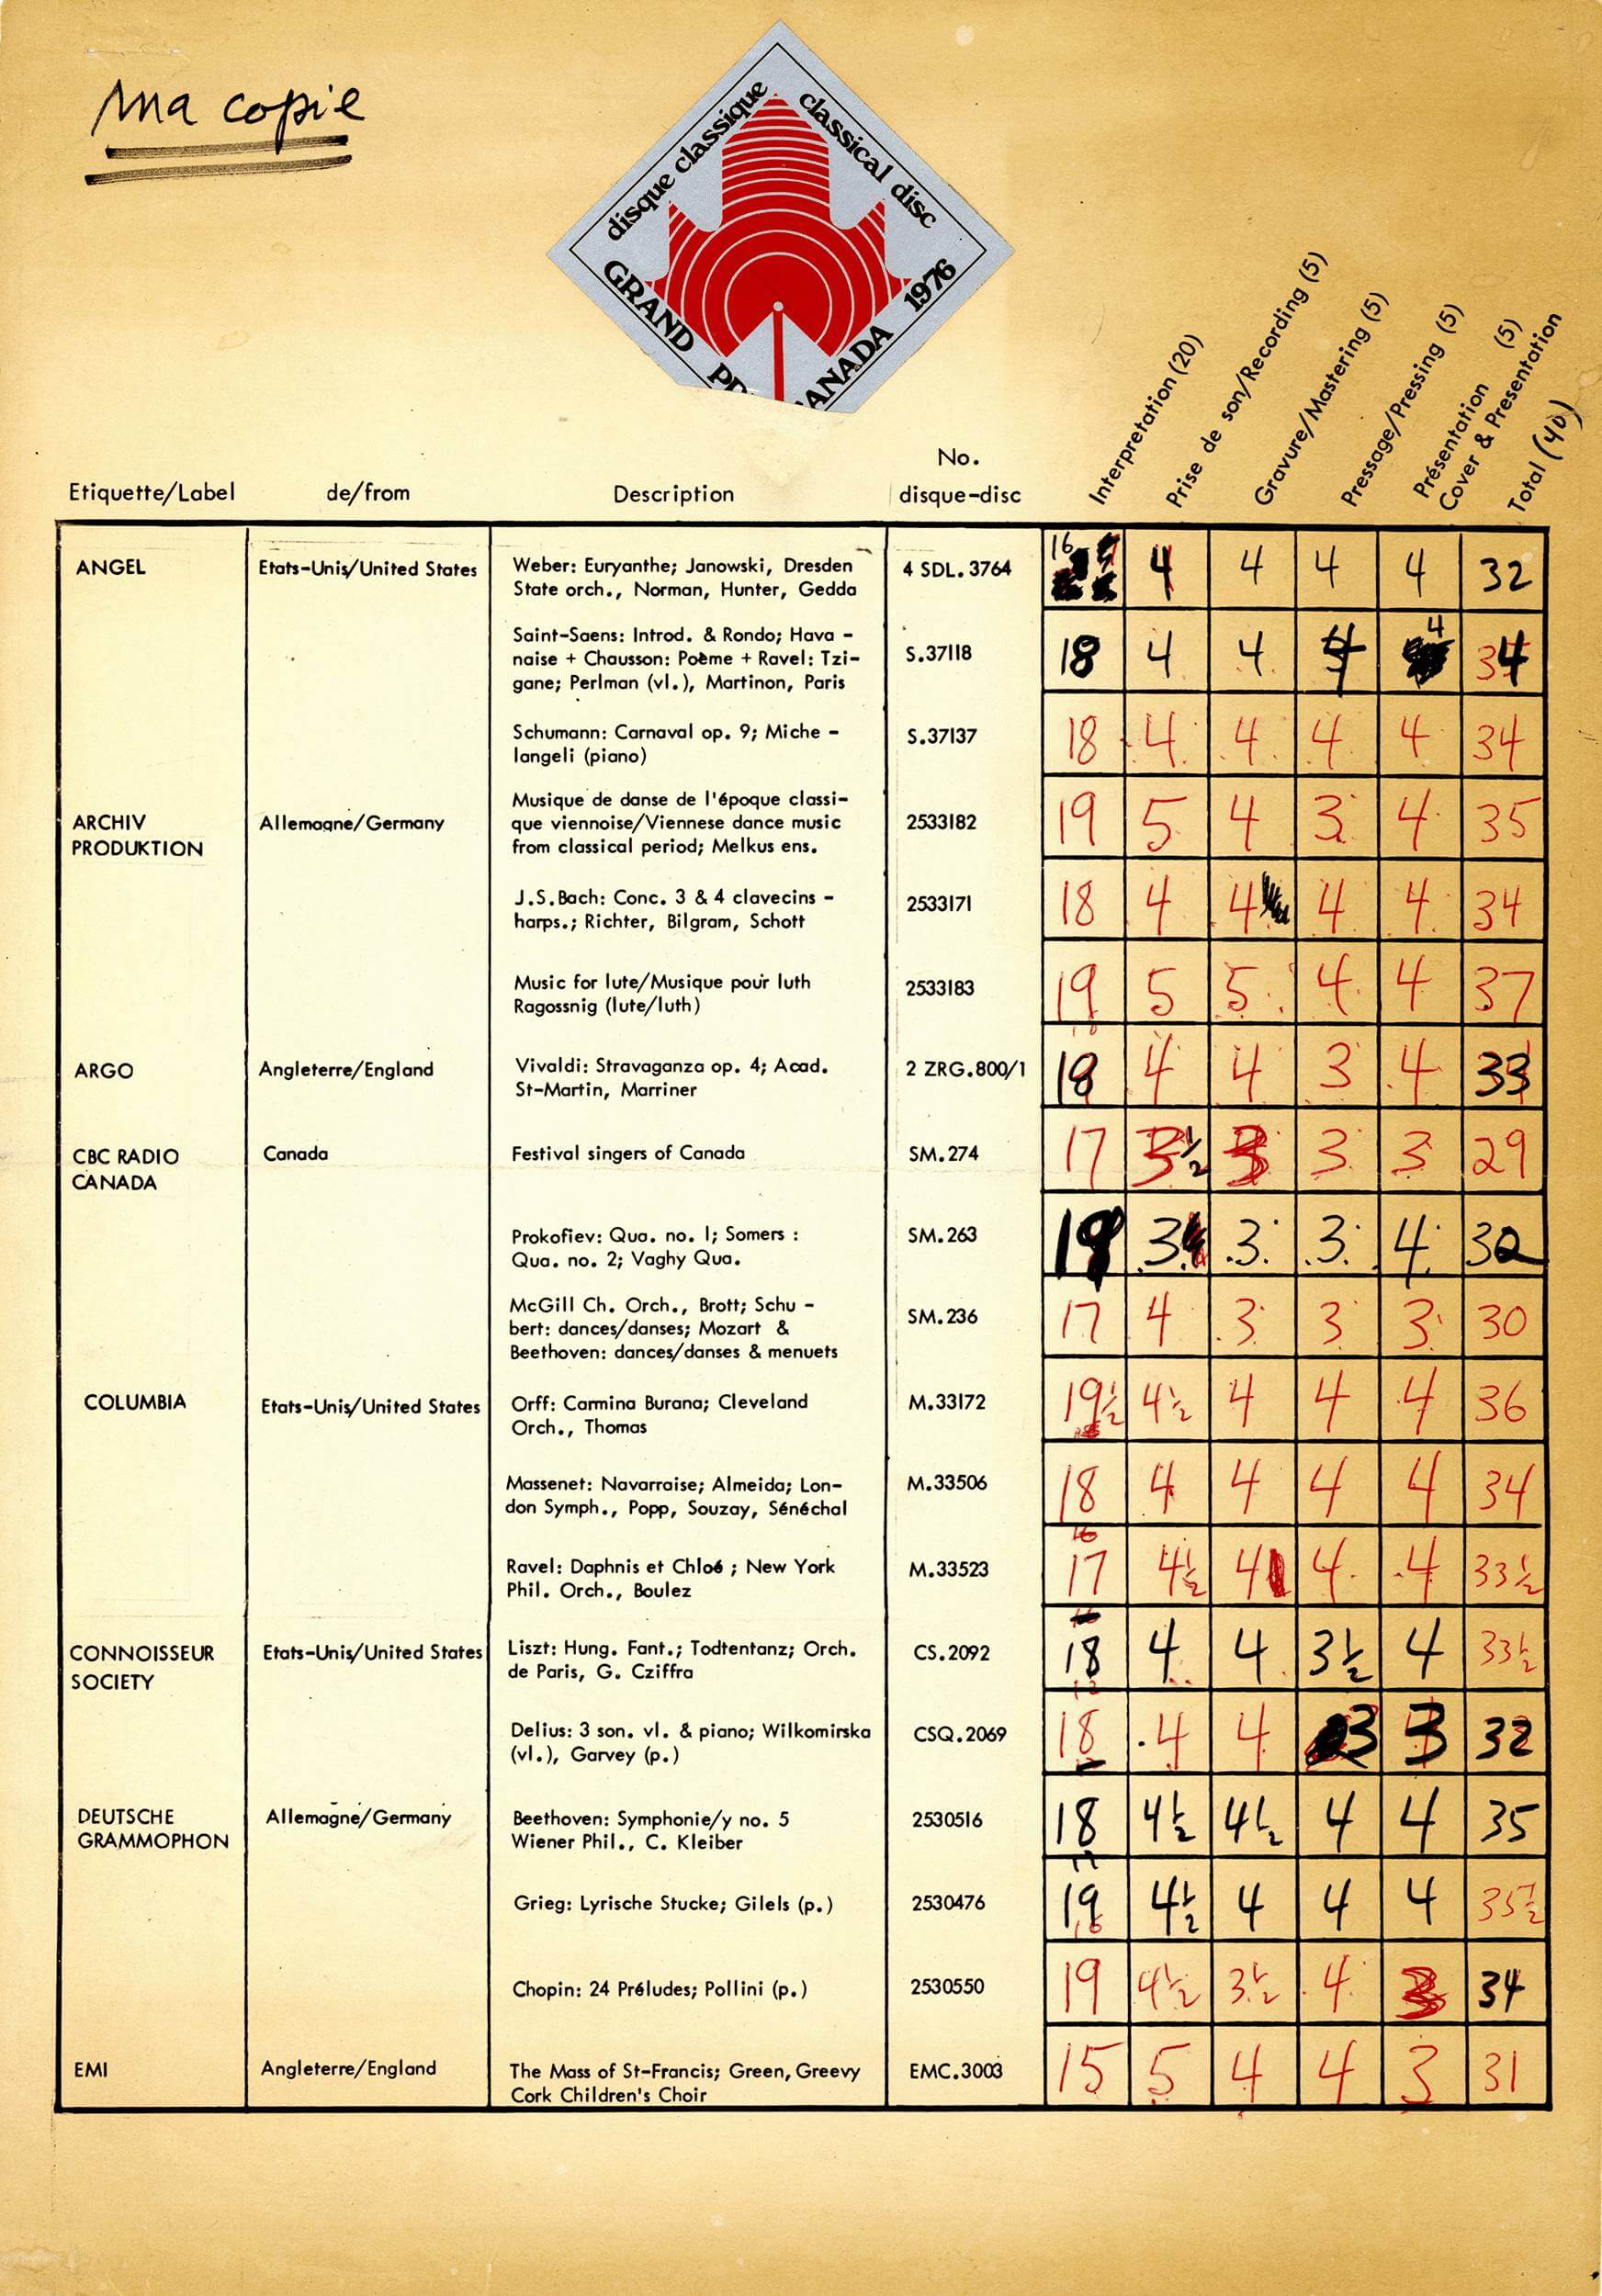 ma copie
disque classique
classical disc
GRAND
CANADA 1976
Interpretation (20)
Prise de son/Recording (5)
Gravure/Mastering (5)
Pressage/Pressing (5)
Présentation (5)
Cover & Presentation
Total (40)
No.
Etiquette/Label de/from Description disque-disc
ANGEL Etats-Unis/United States Weber: Euryanthe; Janowski, Dresden 4 SDL.3764 16 4 4 4 4 32
State orch., Norman, Hunter, Gedda
Saint-Saens: Introd. & Rondo; Hava -
naise + Chausson: Poème + Ravel: Tzi- S.37118 18 4 4 4 4 34
gane; Perlman (vl.), Martinon, Paris
Schumann: Carnaval op. 9; Miche - S.37137 18 4 4 4 4 34
langeli (piano)
Musique de danse de l'époque classi-
ARCHIV Allemagne/Germany que viennoise/Viennese dance music 2533182 19 5 4 3 4 35
PRODUKTION from classical period; Melkus ens.
J.S.Bach: Conc. 3 & 4 clavecins - 2533171 18 4 4 4 4 34
harps.; Richter, Bilgram, Schott
Music for lute/Musique pour luth 2533183 19 5 5 4 4 37
Ragossnig (lute/luth)
ARGO Angleterre/England Vivaldi: Stravaganza op. 4; Acad. 2 ZRG.800/1 18 4 4 3 4 33
St-Martin, Marriner
CBC RADIO Canada Festival singers of Canada SM.274 17 3½ 3 3 3 29
CANADA
Prokofiev: Qua. no. 1; Somers : SM.263 19 3 3 3 4 32
Qua. no. 2; Vaghy Qua.
McGill Ch. Orch., Brott; Schu - SM.236 17 4 3 3 3 30
bert: dances/danses; Mozart &
Beethoven: dances/danses & menuets
COLUMBIA Etats-Unis/United States Orff: Carmina Burana; Cleveland M.33172 19½ 4½ 4 4 4 36
Orch., Thomas
Massenet: Navarraise; Almeida; Lon- M.33506 18 4 4 4 4 34
don Symph., Popp, Souzay, Sénéchal
Ravel: Daphnis et Chloé ; New York M.33523 17 4½ 4 4 4 33½
Phil. Orch., Boulez
CONNOISSEUR Etats-Unis/United States Liszt: Hung. Fant.; Todtentanz; Orch. CS.2092 18 4 4 3½ 4 33½
SOCIETY de Paris, G. Cziffra
Delius: 3 son. vl. & piano; Wilkomirska CSQ.2069 18 4 4 3 3 32
(vl.), Garvey (p.)
DEUTSCHE Allemagne/Germany Beethoven: Symphonie/y no. 5 2530516 18 4½ 4½ 4 4 35
GRAMMOPHON Wiener Phil., C. Kleiber
Grieg: Lyrische Stucke; Gilels (p.) 2530476 19 4½ 4 4 4 35½
Chopin: 24 Préludes; Pollini (p.) 2530550 19 4½ 3½ 4 3 34
EMI Angleterre/England The Mass of St-Francis; Green, Greevy EMC.3003 15 5 4 4 3 31
Cork Children's Choir